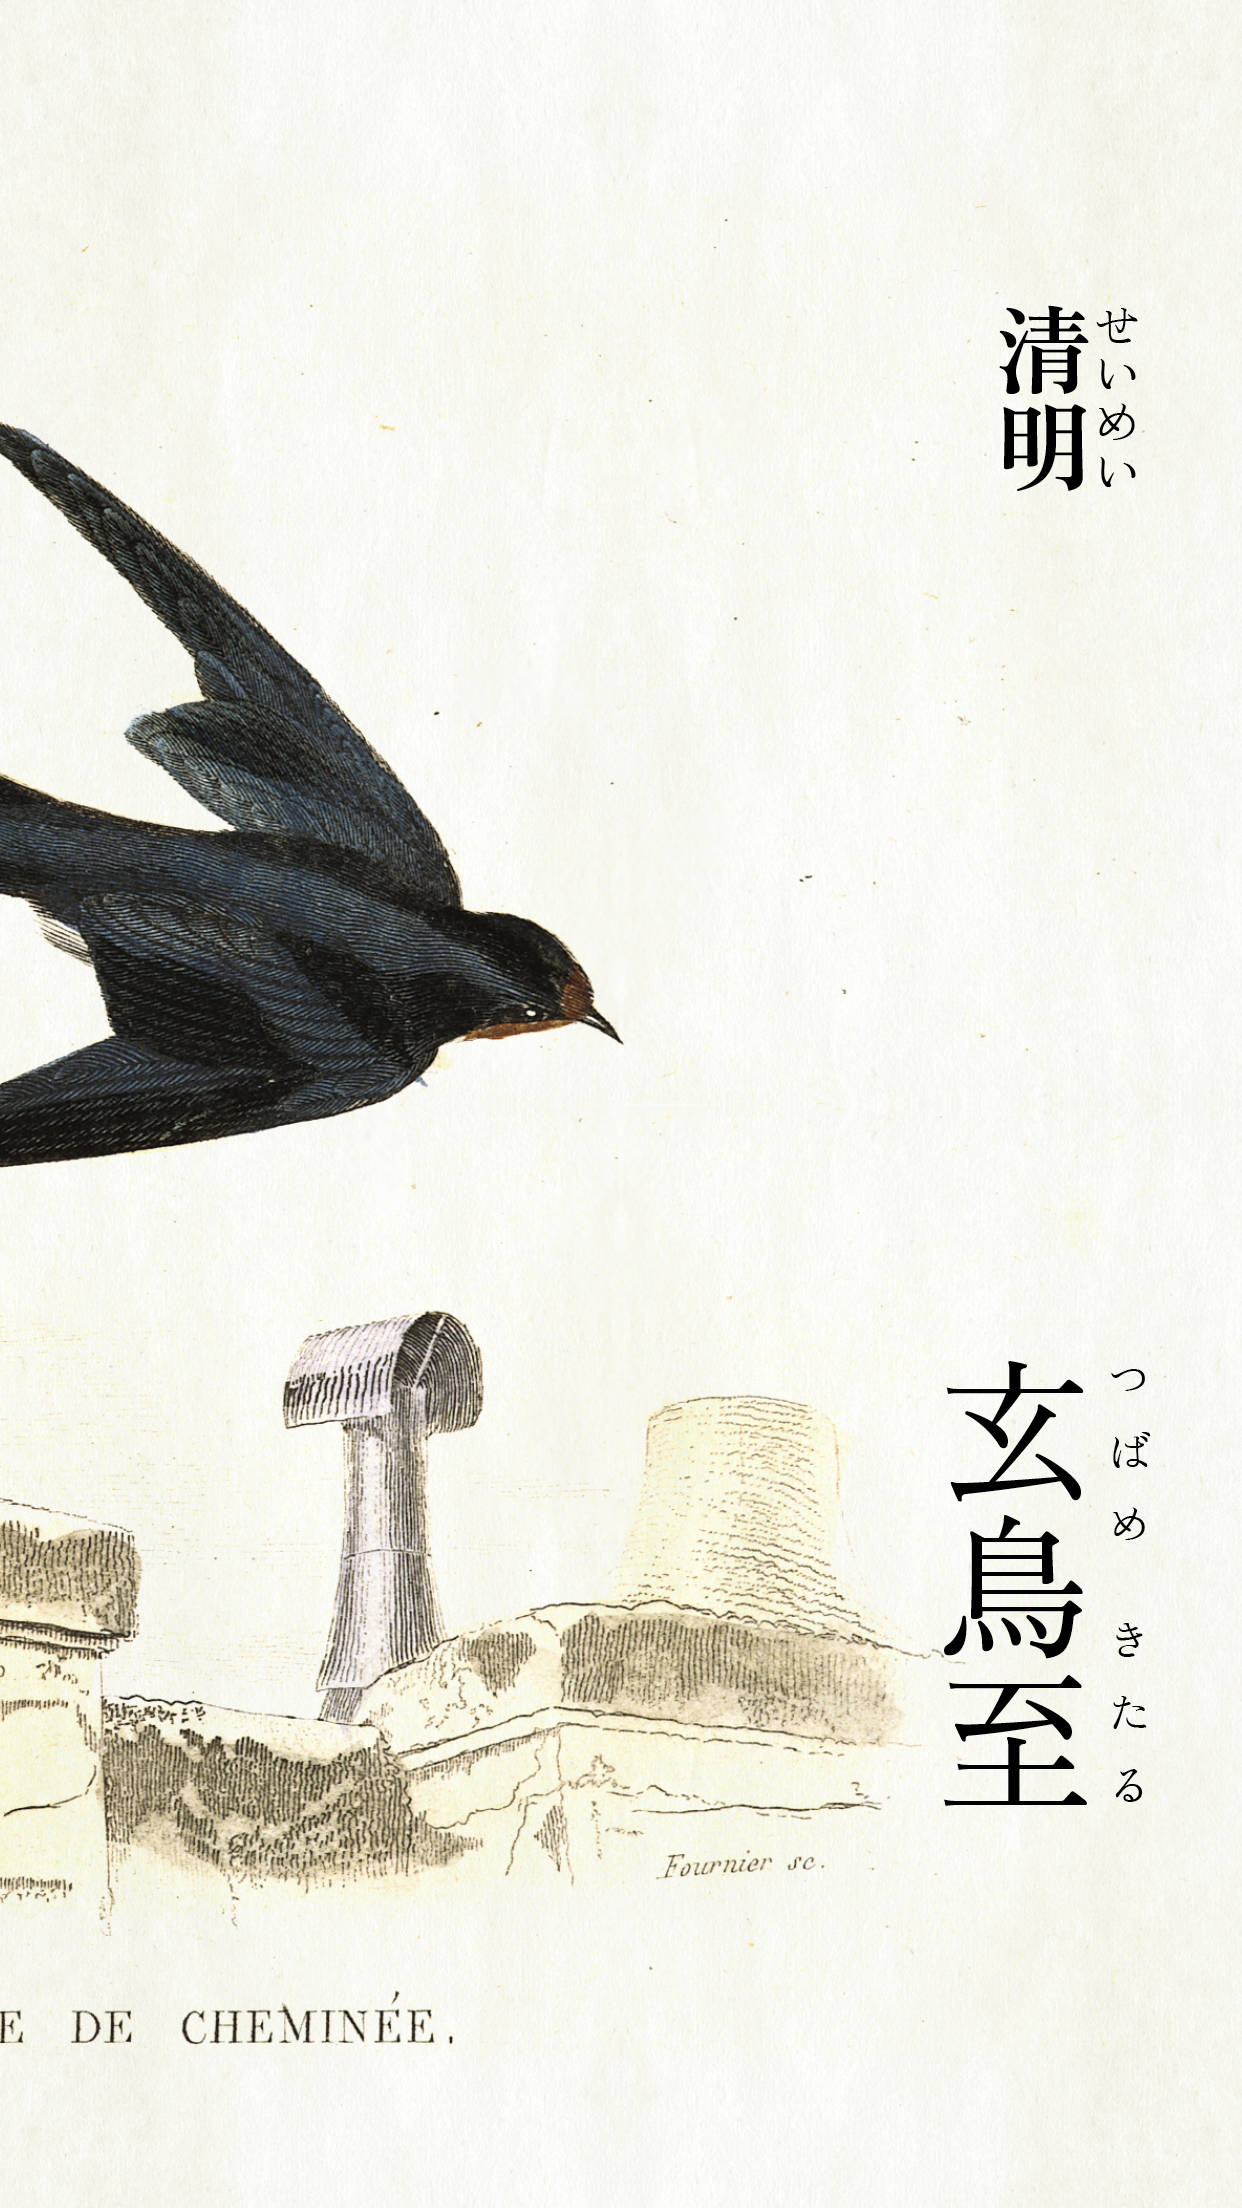 清明
せいめい
玄鳥至
つばめ きたる
Fournier sc.
E DE CHEMINÉE.